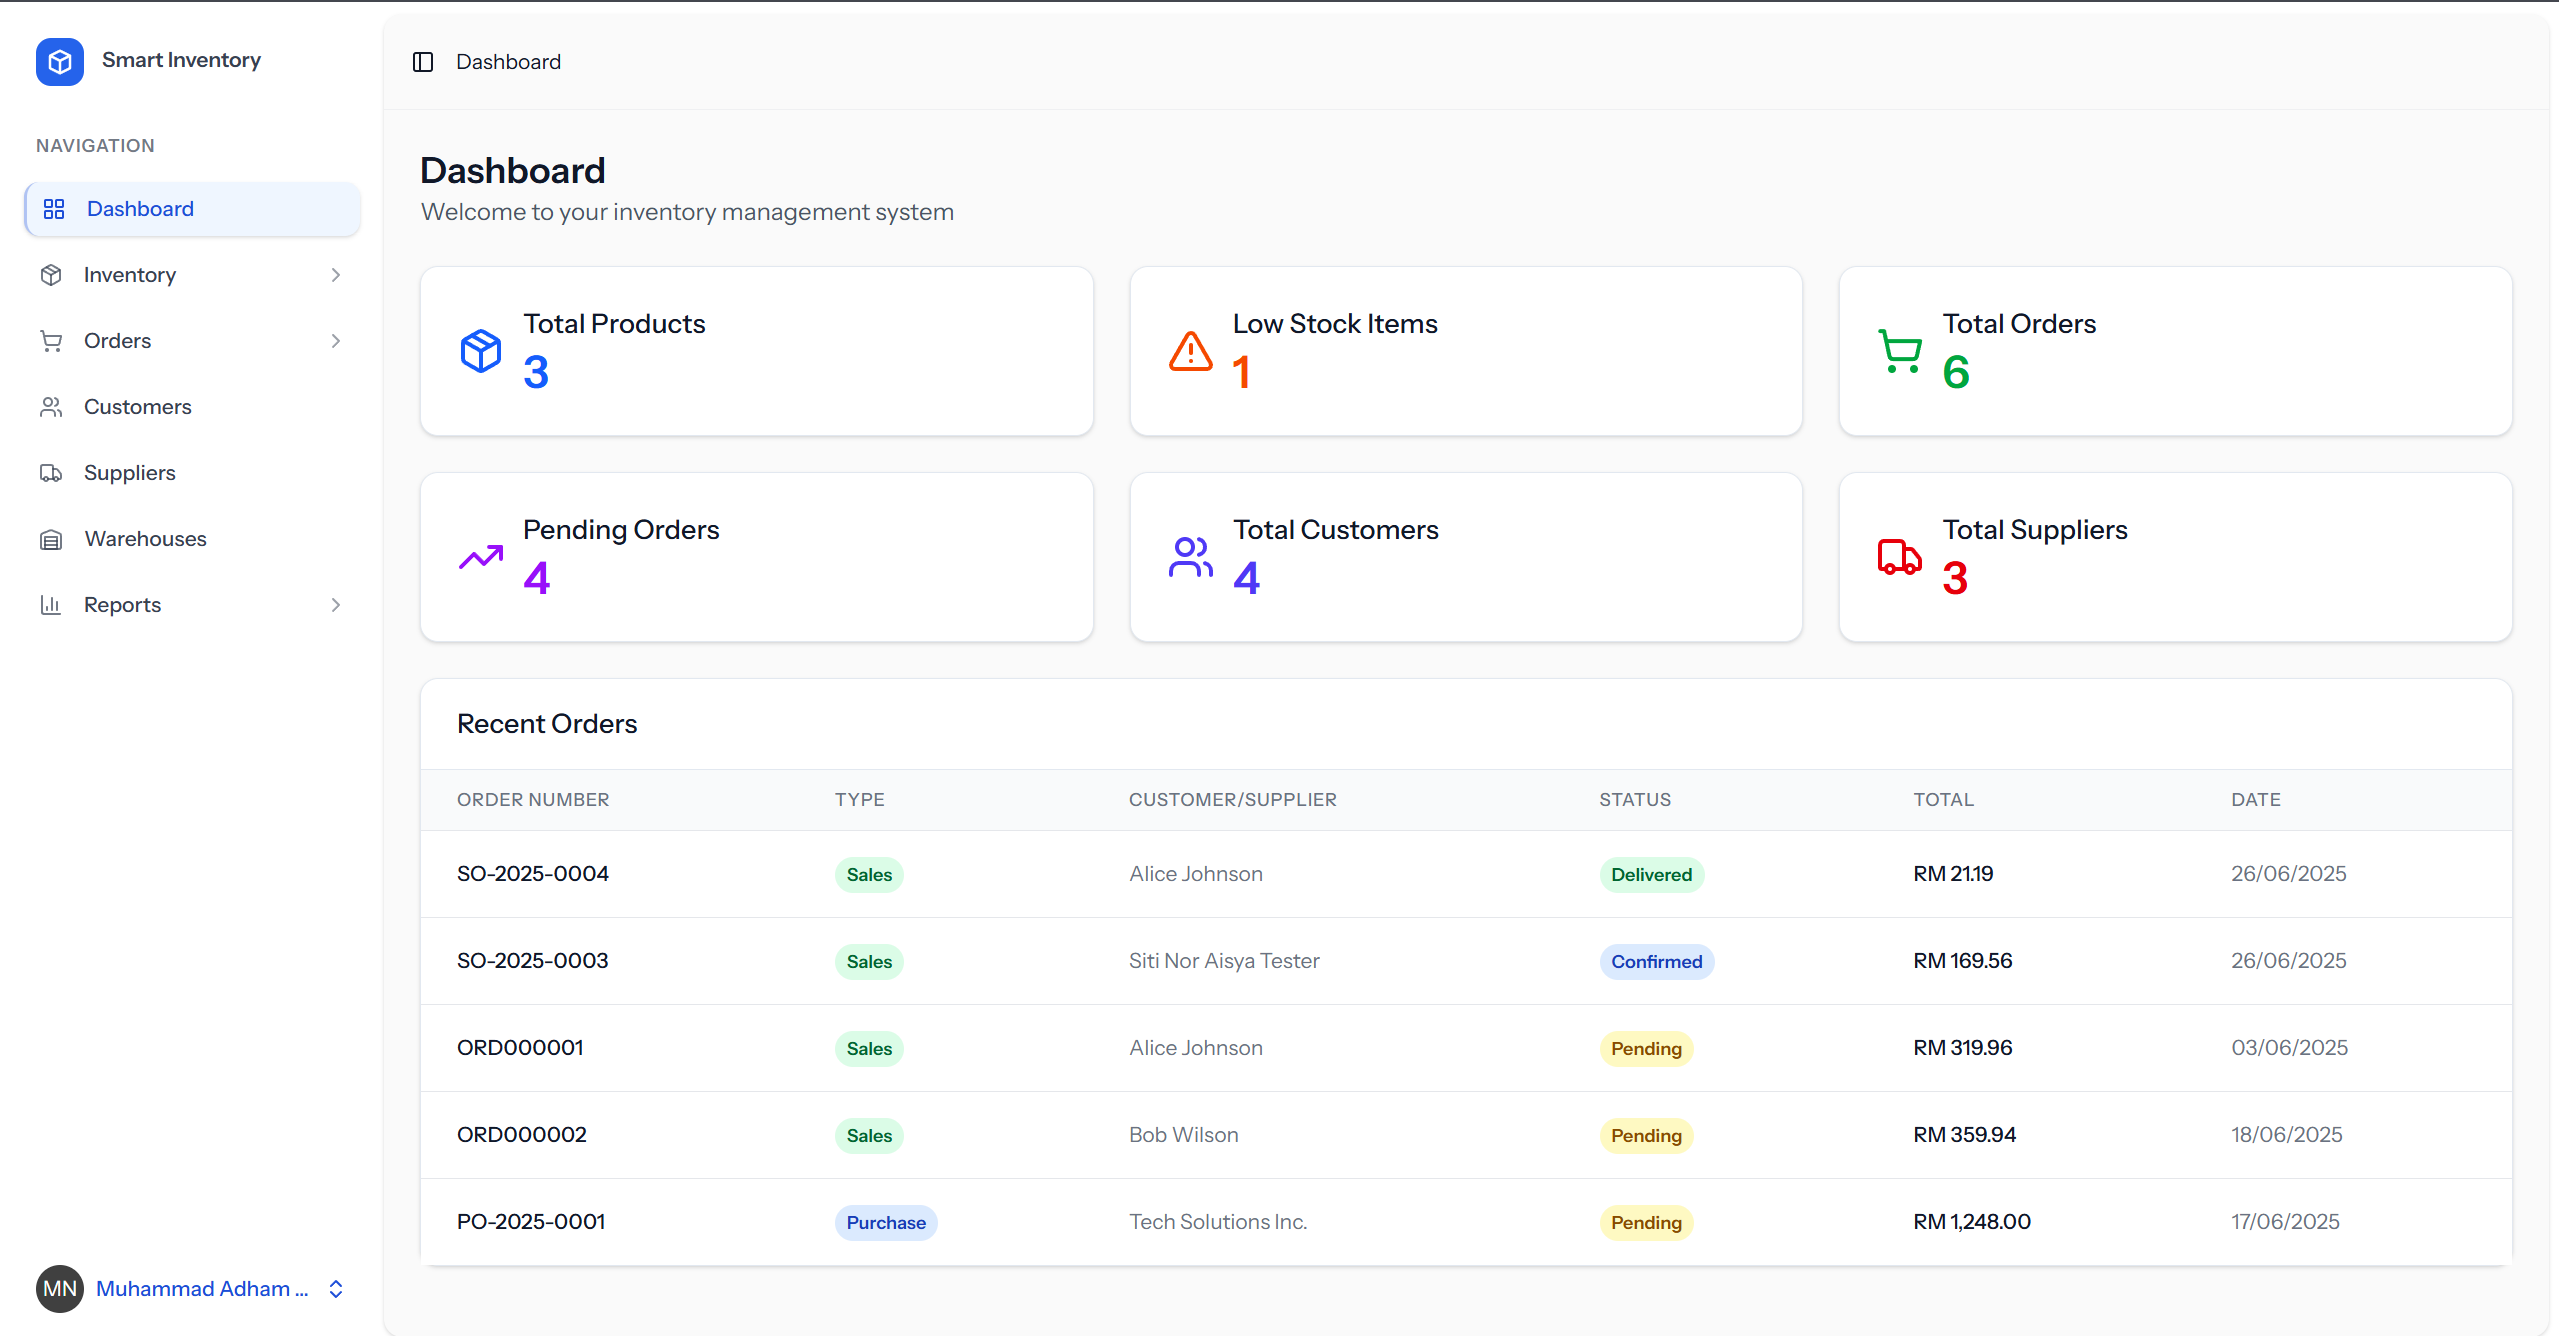 Smart Inventory
NAVIGATION
Dashboard
Inventory
Orders
Customers
Suppliers
Warehouses
Reports
MN Muhammad Adham ...
Dashboard
Dashboard
Welcome to your inventory management system
Total Products
3
Low Stock Items
1
Total Orders
6
Pending Orders
4
Total Customers
4
Total Suppliers
3
Recent Orders
ORDER NUMBER TYPE CUSTOMER/SUPPLIER STATUS TOTAL DATE
SO-2025-0004 Sales Alice Johnson Delivered RM 21.19 26/06/2025
SO-2025-0003 Sales Siti Nor Aisya Tester Confirmed RM 169.56 26/06/2025
ORD000001 Sales Alice Johnson Pending RM 319.96 03/06/2025
ORD000002 Sales Bob Wilson Pending RM 359.94 18/06/2025
PO-2025-0001 Purchase Tech Solutions Inc. Pending RM 1,248.00 17/06/2025